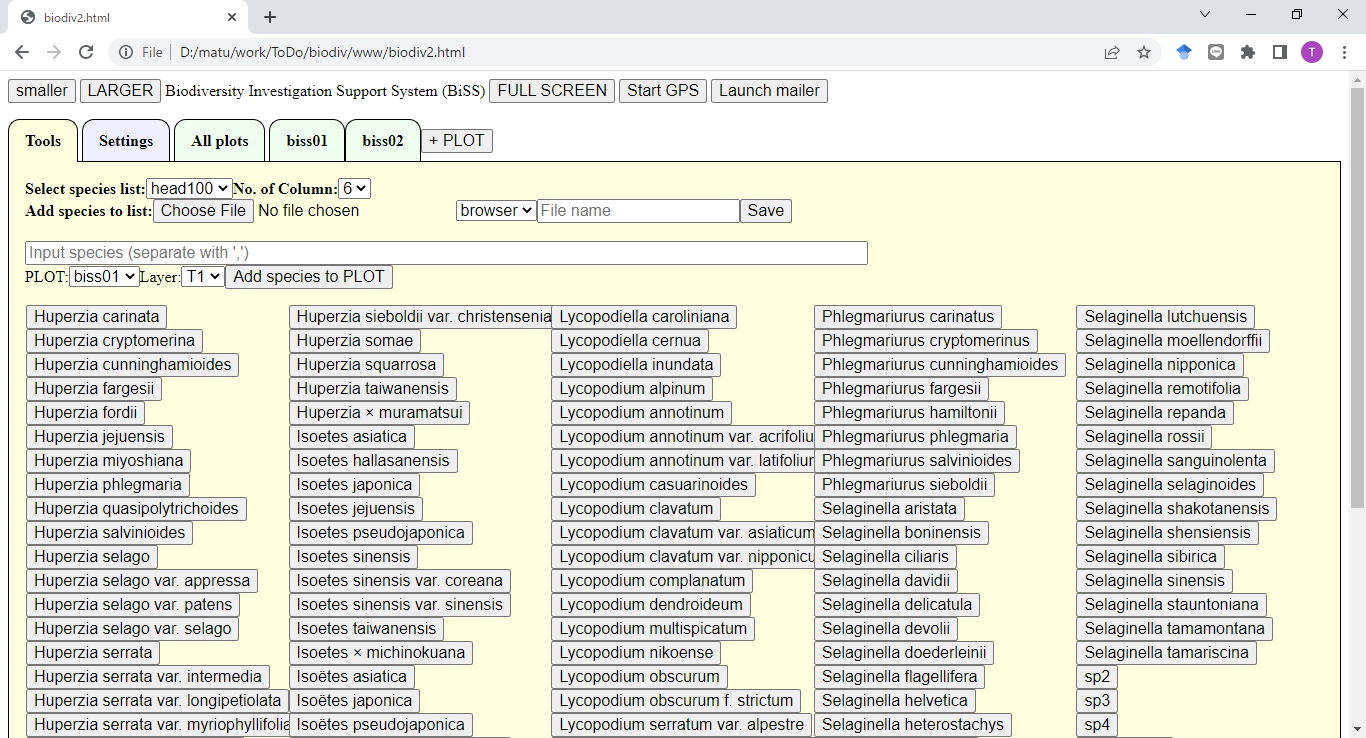 biodiv2.html
File D:/matu/work/ToDo/biodiv/www/biodiv2.html T
smaller LARGER Biodiversity Investigation Support System (BiSS) FULL SCREEN Start GPS Launch mailer
Tools Settings All plots biss01 biss02 + PLOT
Select species list: head100 No. of Column: 6
Add species to list: Choose File No file chosen browser File name Save
Input species (separate with ',')
PLOT: biss01 Layer: T1 Add species to PLOT
Huperzia carinata Huperzia sieboldii var. christensenia Lycopodiella caroliniana Phlegmariurus carinatus Selaginella lutchuensis
Huperzia cryptomerina Huperzia somae Lycopodiella cernua Phlegmariurus cryptomerinus Selaginella moellendorffii
Huperzia cunninghamioides Huperzia squarrosa Lycopodiella inundata Phlegmariurus cunninghamioides Selaginella nipponica
Huperzia fargesii Huperzia taiwanensis Lycopodium alpinum Phlegmariurus fargesii Selaginella remotifolia
Huperzia fordii Huperzia × muramatsui Lycopodium annotinum Phlegmariurus hamiltonii Selaginella repanda
Huperzia jejuensis Isoetes asiatica Lycopodium annotinum var. acrifoliu Phlegmariurus phlegmaria Selaginella rossii
Huperzia miyoshiana Isoetes hallasanensis Lycopodium annotinum var. latifoliur Phlegmariurus salvinioides Selaginella sanguinolenta
Huperzia phlegmaria Isoetes japonica Lycopodium casuarinoides Phlegmariurus sieboldii Selaginella selaginoides
Huperzia quasipolytrichoides Isoetes jejuensis Lycopodium clavatum Selaginella aristata Selaginella shakotanensis
Huperzia salvinioides Isoetes pseudojaponica Lycopodium clavatum var. asiaticum Selaginella boninensis Selaginella shensiensis
Huperzia selago Isoetes sinensis Lycopodium clavatum var. nipponicu Selaginella ciliaris Selaginella sibirica
Huperzia selago var. appressa Isoetes sinensis var. coreana Lycopodium complanatum Selaginella davidii Selaginella sinensis
Huperzia selago var. patens Isoetes sinensis var. sinensis Lycopodium dendroideum Selaginella delicatula Selaginella stauntoniana
Huperzia selago var. selago Isoetes taiwanensis Lycopodium multispicatum Selaginella devolii Selaginella tamamontana
Huperzia serrata Isoetes × michinokuana Lycopodium nikoense Selaginella doederleinii Selaginella tamariscina
Huperzia serrata var. intermedia Isoëtes asiatica Lycopodium obscurum Selaginella flagellifera sp2
Huperzia serrata var. longipetiolata Isoëtes japonica Lycopodium obscurum f. strictum Selaginella helvetica sp3
Huperzia serrata var. myriophyllifolia Isoëtes pseudojaponica Lycopodium serratum var. alpestre Selaginella heterostachys sp4